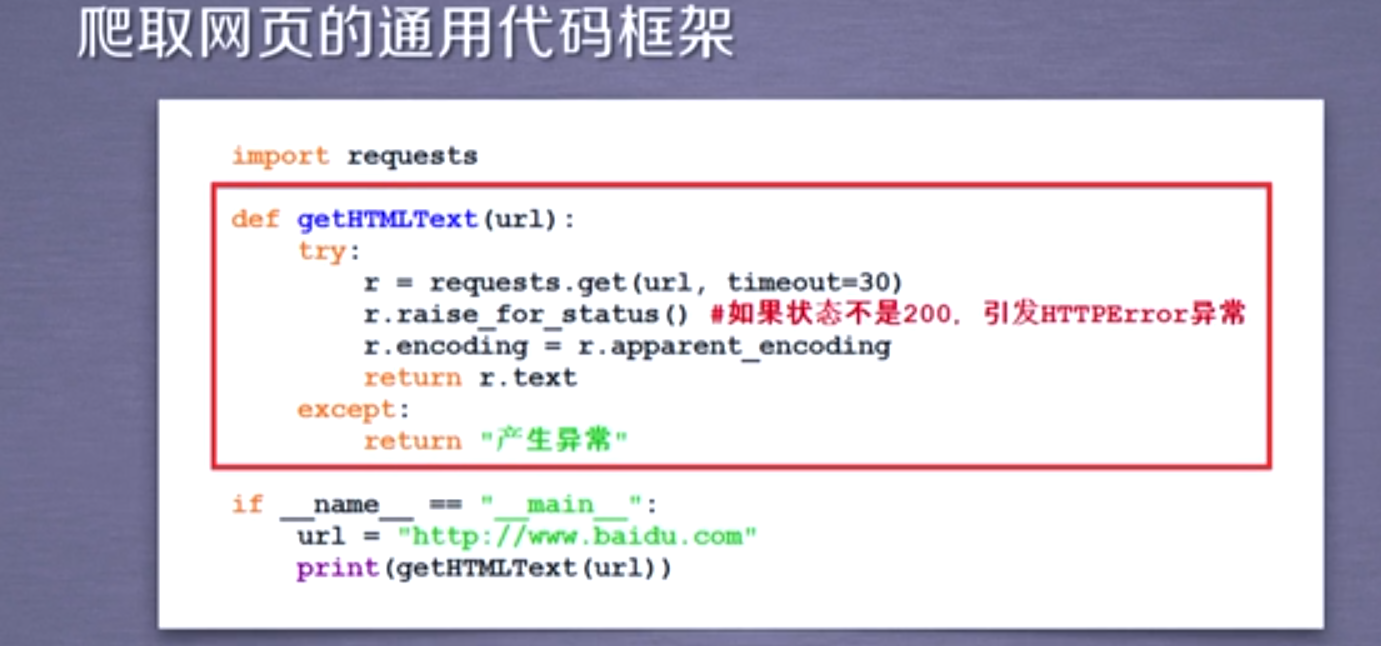 爬取网页的通用代码框架
import requests
def getHTMLText(url):
    try:
        r = requests.get(url, timeout=30)
        r.raise_for_status() #如果状态不是200, 引发HTTPError异常
        r.encoding = r.apparent_encoding
        return r.text
    except:
        return "产生异常"
if __name__ == "__main__":
    url = "http://www.baidu.com"
    print(getHTMLText(url))